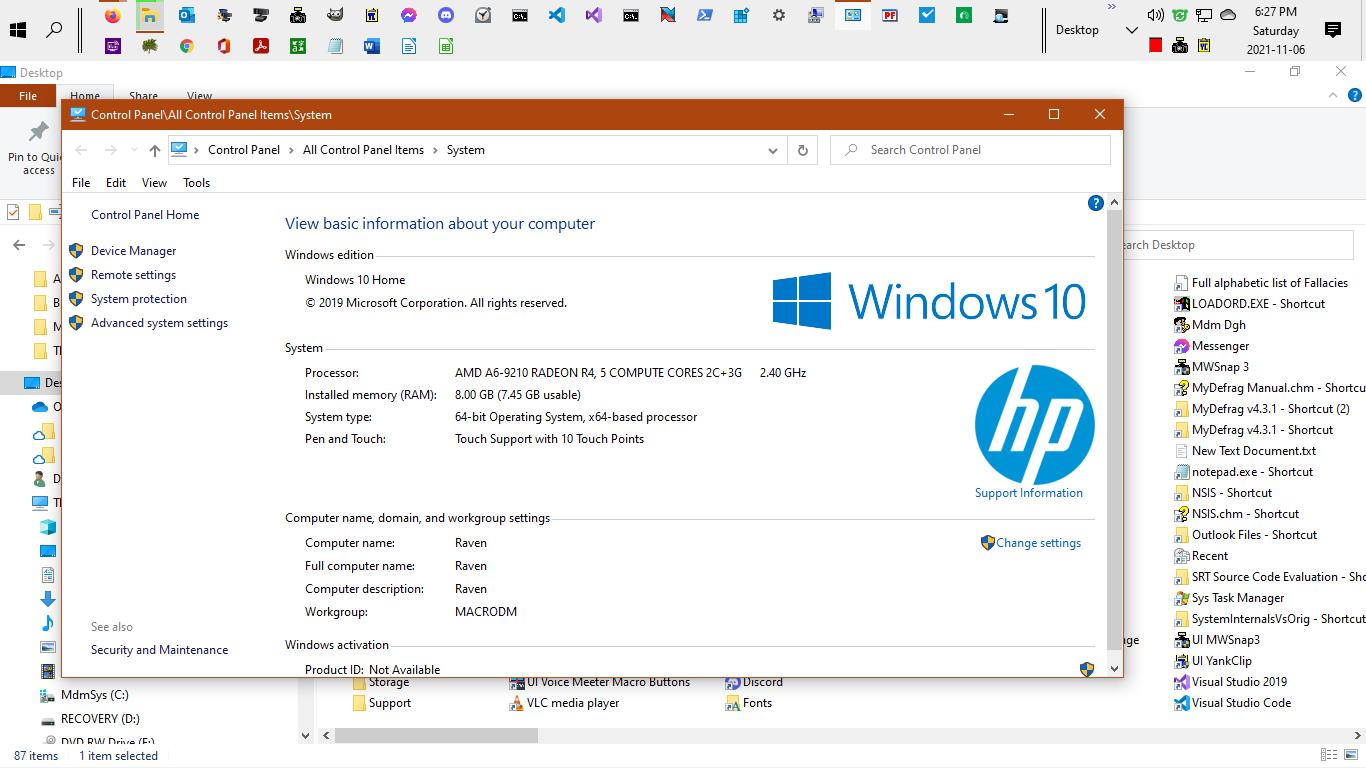 6:27 PM
Desktop
Saturday
2021-11-06
Desktop
File
Home
Share
View
Control Panel\All Control Panel Items\System
Pin to Quic
access
Control Panel
All Control Panel Items
System
Search Control Panel
File
Edit
View
Tools
Control Panel Home
Device Manager
Remote settings
System protection
Advanced system settings
See also
Security and Maintenance
View basic information about your computer
Windows edition
Windows 10 Home
© 2019 Microsoft Corporation. All rights reserved.
Windows 10
System
Processor: AMD A6-9210 RADEON R4, 5 COMPUTE CORES 2C+3G 2.40 GHz
Installed memory (RAM): 8.00 GB (7.45 GB usable)
System type: 64-bit Operating System, x64-based processor
Pen and Touch: Touch Support with 10 Touch Points
hp
Support Information
Computer name, domain, and workgroup settings
Computer name: Raven
Change settings
Full computer name: Raven
Computer description: Raven
Workgroup: MACRODM
Windows activation
Product ID: Not Available
earch Desktop
Full alphabetic list of Fallacies
LOADORD.EXE - Shortcut
Mdm Dgh
Messenger
MWSnap 3
MyDefrag Manual.chm - Shortcu
MyDefrag v4.3.1 - Shortcut (2)
MyDefrag v4.3.1 - Shortcut
New Text Document.txt
notepad.exe - Shortcut
NSIS - Shortcut
NSIS.chm - Shortcut
Outlook Files - Shortcut
Recent
SRT Source Code Evaluation - Sho
Sys Task Manager
SystemInternalsVsOrig - Shortcut
UI MWSnap3
UI YankClip
Visual Studio 2019
Visual Studio Code
Des
MdmSys (C:)
RECOVERY (D:)
DVD RW Drive (E:)
Storage
UI Voice Meeter Macro Buttons
Discord
Support
VLC media player
Fonts
87 items
1 item selected